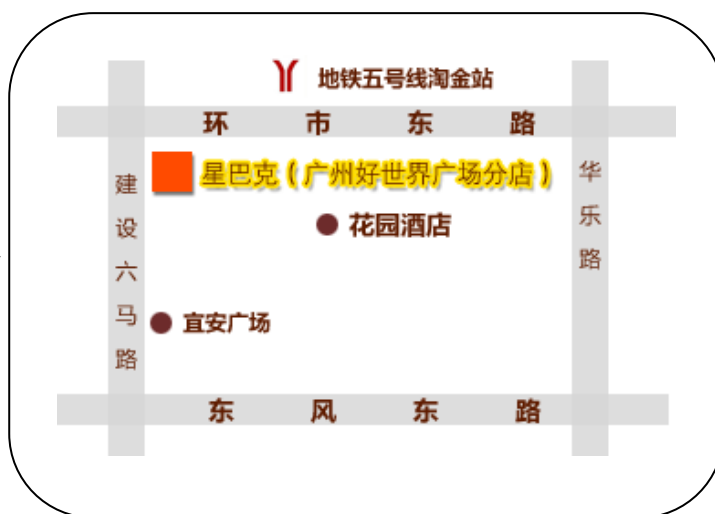 地铁五号线淘金站
环市东路
星巴克（广州好世界广场分店）
建设六马路
华乐路
花园酒店
宜安广场
东风东路